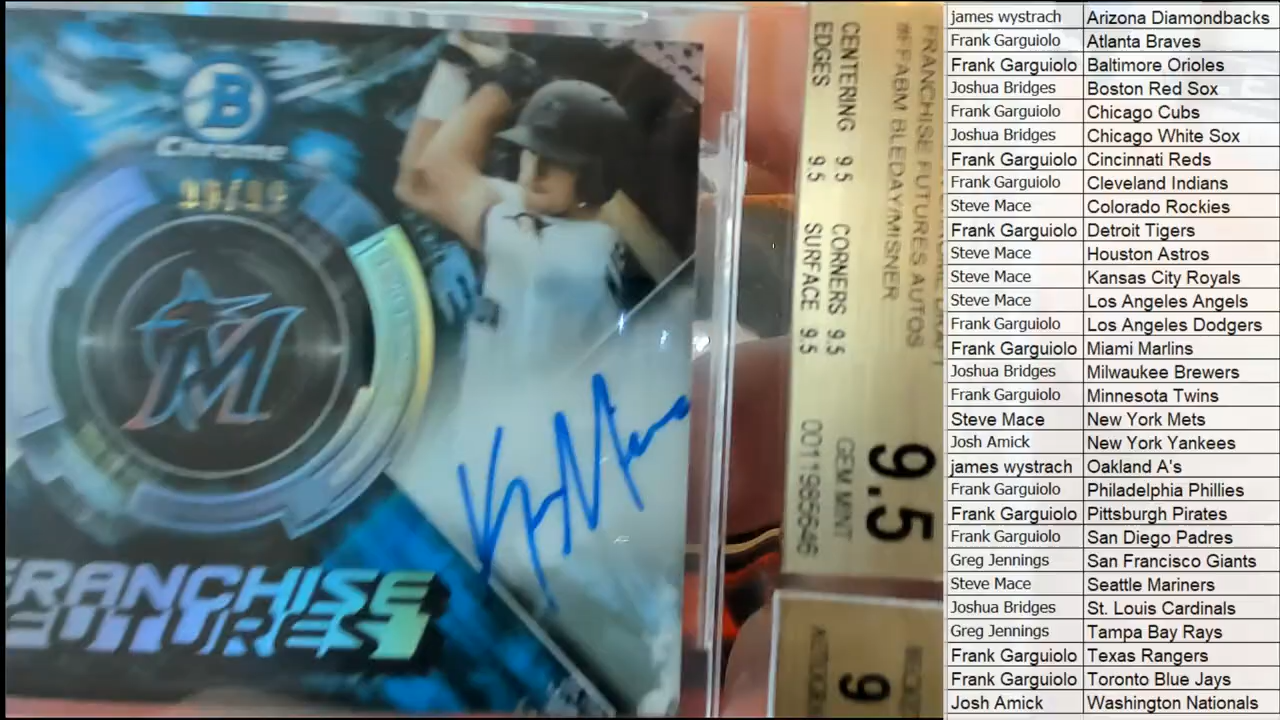 B
Chrome
M
FRANCHISE
FUTURES
FRANCHISE FUTURES AUTOS
#FFABM BLEDAY/MISNER
CENTERING 9.5 CORNERS 9.5
EDGES 9.5 SURFACE 9.5
9.5
GEM MINT
0011985646
9
james wystrach Arizona Diamondbacks
Frank Garguiolo Atlanta Braves
Frank Garguiolo Baltimore Orioles
Joshua Bridges Boston Red Sox
Frank Garguiolo Chicago Cubs
Joshua Bridges Chicago White Sox
Frank Garguiolo Cincinnati Reds
Frank Garguiolo Cleveland Indians
Steve Mace Colorado Rockies
Frank Garguiolo Detroit Tigers
Steve Mace Houston Astros
Steve Mace Kansas City Royals
Steve Mace Los Angeles Angels
Frank Garguiolo Los Angeles Dodgers
Frank Garguiolo Miami Marlins
Joshua Bridges Milwaukee Brewers
Frank Garguiolo Minnesota Twins
Steve Mace New York Mets
Josh Amick New York Yankees
james wystrach Oakland A's
Frank Garguiolo Philadelphia Phillies
Frank Garguiolo Pittsburgh Pirates
Frank Garguiolo San Diego Padres
Greg Jennings San Francisco Giants
Steve Mace Seattle Mariners
Joshua Bridges St. Louis Cardinals
Greg Jennings Tampa Bay Rays
Frank Garguiolo Texas Rangers
Frank Garguiolo Toronto Blue Jays
Josh Amick Washington Nationals